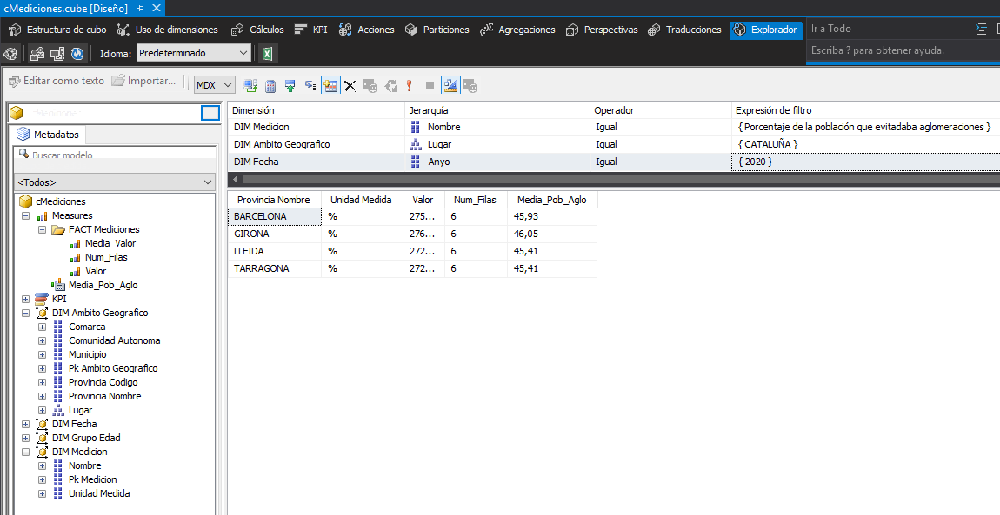 cMediciones.cube [Diseño]
Estructura de cubo Uso de dimensiones Cálculos KPI Acciones Particiones Agregaciones Perspectivas Traducciones Explorador
Ir a Todo
Escriba ? para obtener ayuda.
Idioma: Predeterminado
Editar como texto Importar... MDX
cMediciones
Metadatos
Buscar modelo
<Todos>
cMediciones
Measures
FACT Mediciones
Media_Valor
Num_Filas
Valor
Media_Pob_Aglo
KPI
DIM Ambito Geografico
Comarca
Comunidad Autonoma
Municipio
Pk Ambito Geografico
Provincia Codigo
Provincia Nombre
Lugar
DIM Fecha
DIM Grupo Edad
DIM Medicion
Nombre
Pk Medicion
Unidad Medida
Dimensión Jerarquía Operador Expresión de filtro
DIM Medicion Nombre Igual { Porcentaje de la población que evitadaba aglomeraciones }
DIM Ambito Geografico Lugar Igual { CATALUÑA }
DIM Fecha Anyo Igual { 2020 }
Provincia Nombre Unidad Medida Valor Num_Filas Media_Pob_Aglo
BARCELONA % 275... 6 45,93
GIRONA % 276... 6 46,05
LLEIDA % 272... 6 45,41
TARRAGONA % 272... 6 45,41